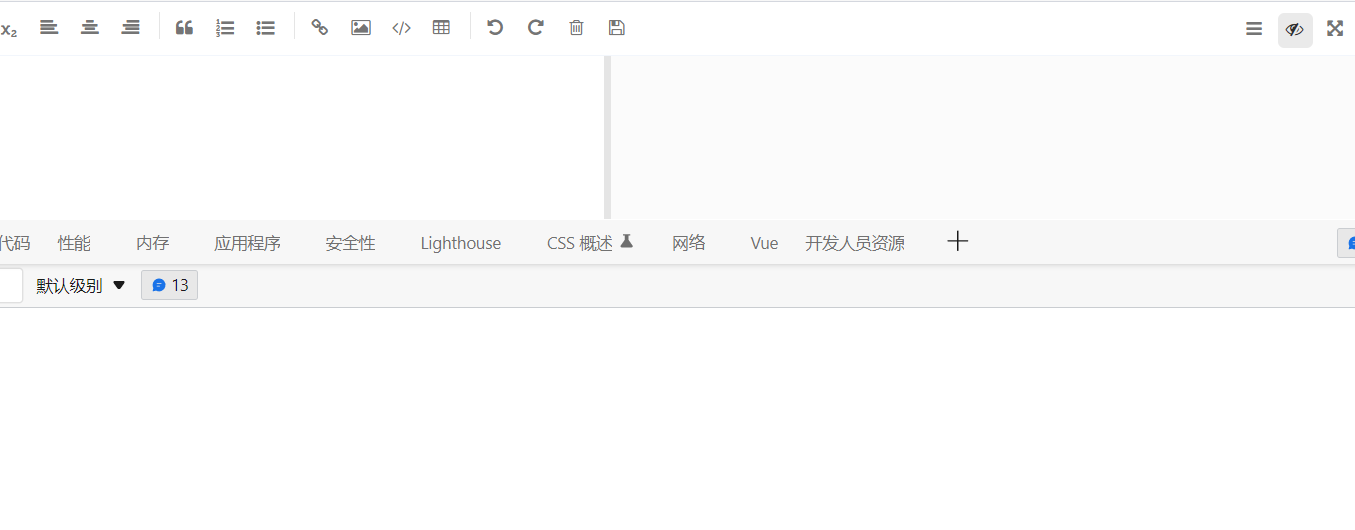 x₂
代码 性能 内存 应用程序 安全性 Lighthouse CSS 概述 网络 Vue 开发人员资源
默认级别 13